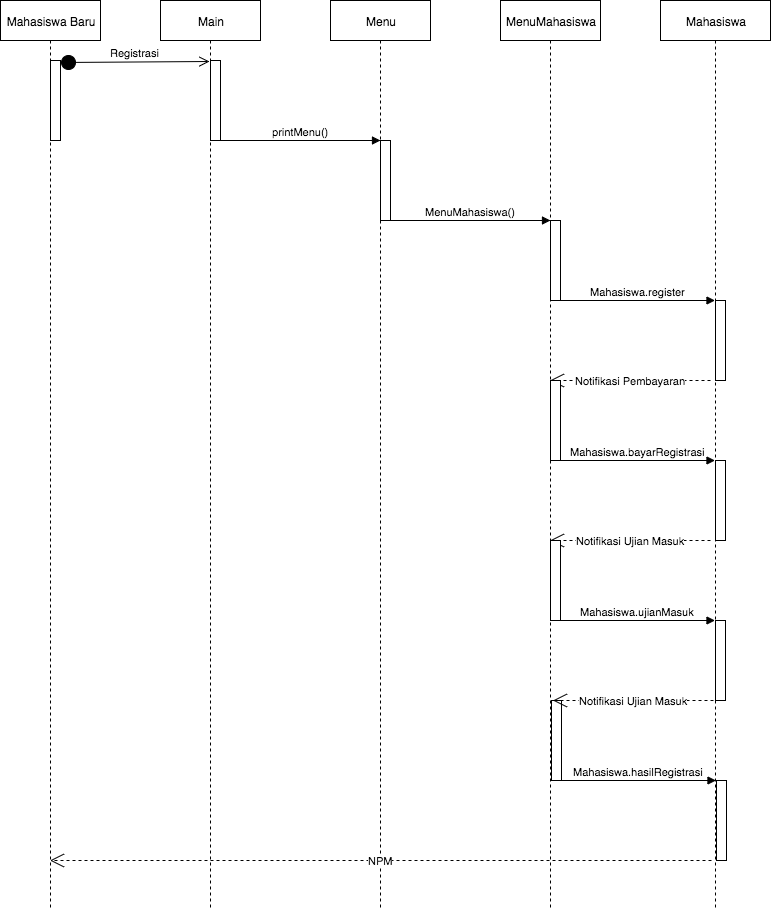 Mahasiswa Baru
Main
Menu
MenuMahasiswa
Mahasiswa
Registrasi
printMenu()
MenuMahasiswa()
Mahasiswa.register
Notifikasi Pembayaran
Mahasiswa.bayarRegistrasi
Notifikasi Ujian Masuk
Mahasiswa.ujianMasuk
Notifikasi Ujian Masuk
Mahasiswa.hasilRegistrasi
NPM